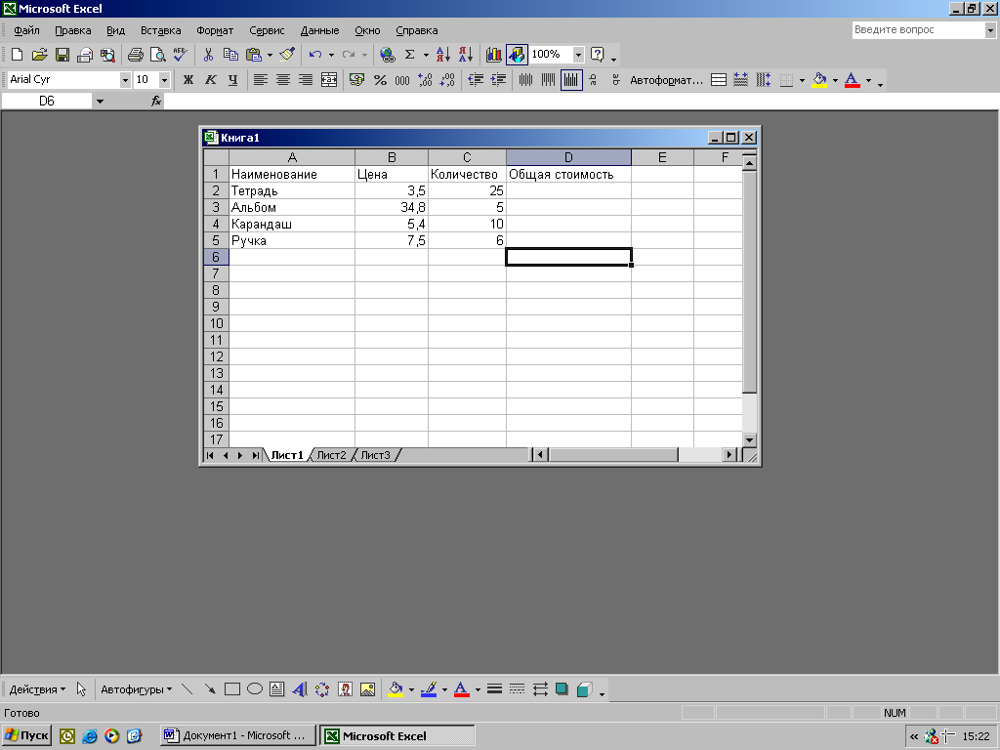 Microsoft Excel
Файл Правка Вид Вставка Формат Сервис Данные Окно Справка Введите вопрос
100%
Arial Cyr 10 Ж К Ч % 000 Автоформат...
D6 fx
Книга1
A B C D E F
1 Наименование Цена Количество Общая стоимость
2 Тетрадь 3,5 25
3 Альбом 34,8 5
4 Карандаш 5,4 10
5 Ручка 7,5 6
6
7
8
9
10
11
12
13
14
15
16
17
Лист1 Лист2 Лист3
Действия Автофигуры
Готово NUM
Пуск Документ1 - Microsoft ... Microsoft Excel « 15:22